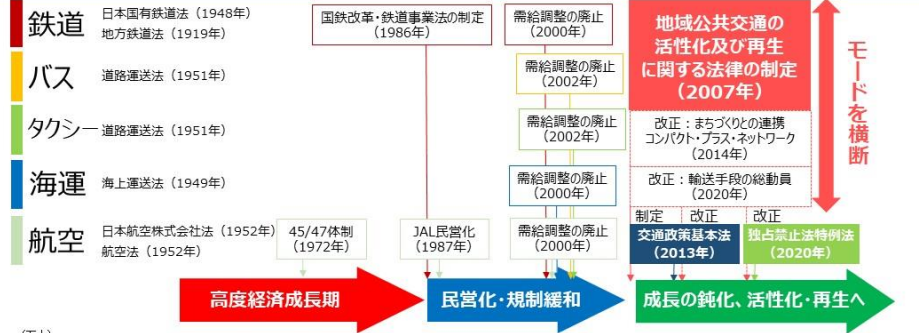 鉄道
日本国有鉄道法（1948年）
地方鉄道法（1919年）
国鉄改革・鉄道事業法の制定
（1986年）
需給調整の廃止
（2000年）
バス
道路運送法（1951年）
需給調整の廃止
（2002年）
タクシー
道路運送法（1951年）
需給調整の廃止
（2002年）
海運
海上運送法（1949年）
需給調整の廃止
（2000年）
航空
日本航空株式会社法（1952年）
航空法（1952年）
45/47体制
（1972年）
JAL民営化
（1987年）
需給調整の廃止
（2000年）
地域公共交通の
活性化及び再生
に関する法律の制定
（2007年）
改正：まちづくりとの連携
コンパクト・プラス・ネットワーク
（2014年）
改正：輸送手段の総動員
（2020年）
モードを横断
制定
改正
改正
交通政策基本法
（2013年）
独占禁止法特例法
（2020年）
高度経済成長期
民営化・規制緩和
成長の鈍化、活性化・再生へ